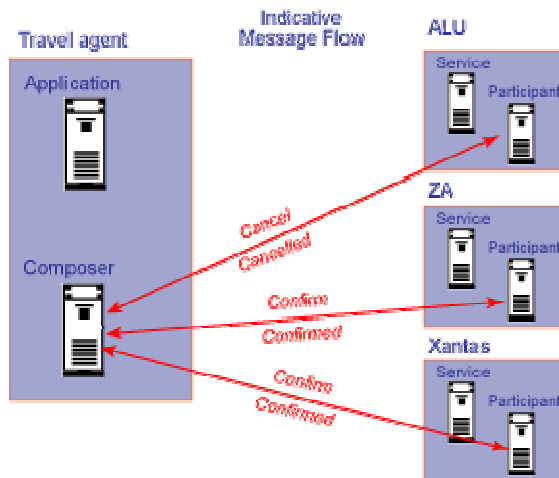 Indicative
Message Flow
Travel agent
Application
Composer
ALU
Service
Participant
Cancel
Cancelled
ZA
Service
Participant
Confirm
Confirmed
Xantas
Service
Participant
Confirm
Confirmed